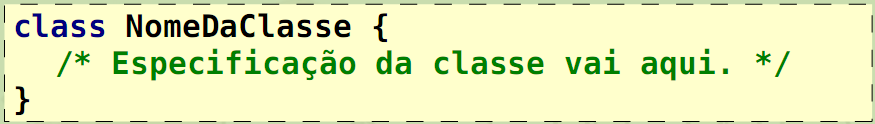 class NomeDaClasse {
/* Especificação da classe vai aqui. */
}